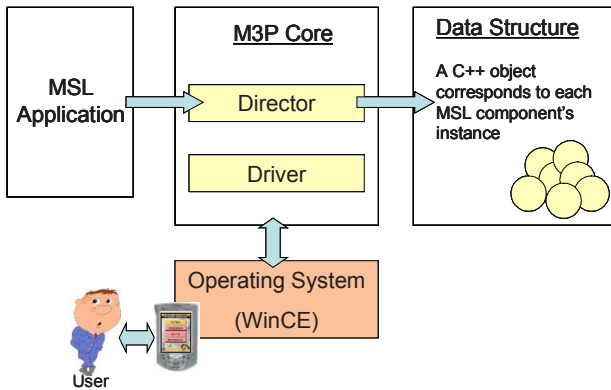 MSL
Application
M3P Core
Director
Driver
Data Structure
A C++ object
corresponds to each
MSL component's
instance
Operating System
(WinCE)
User